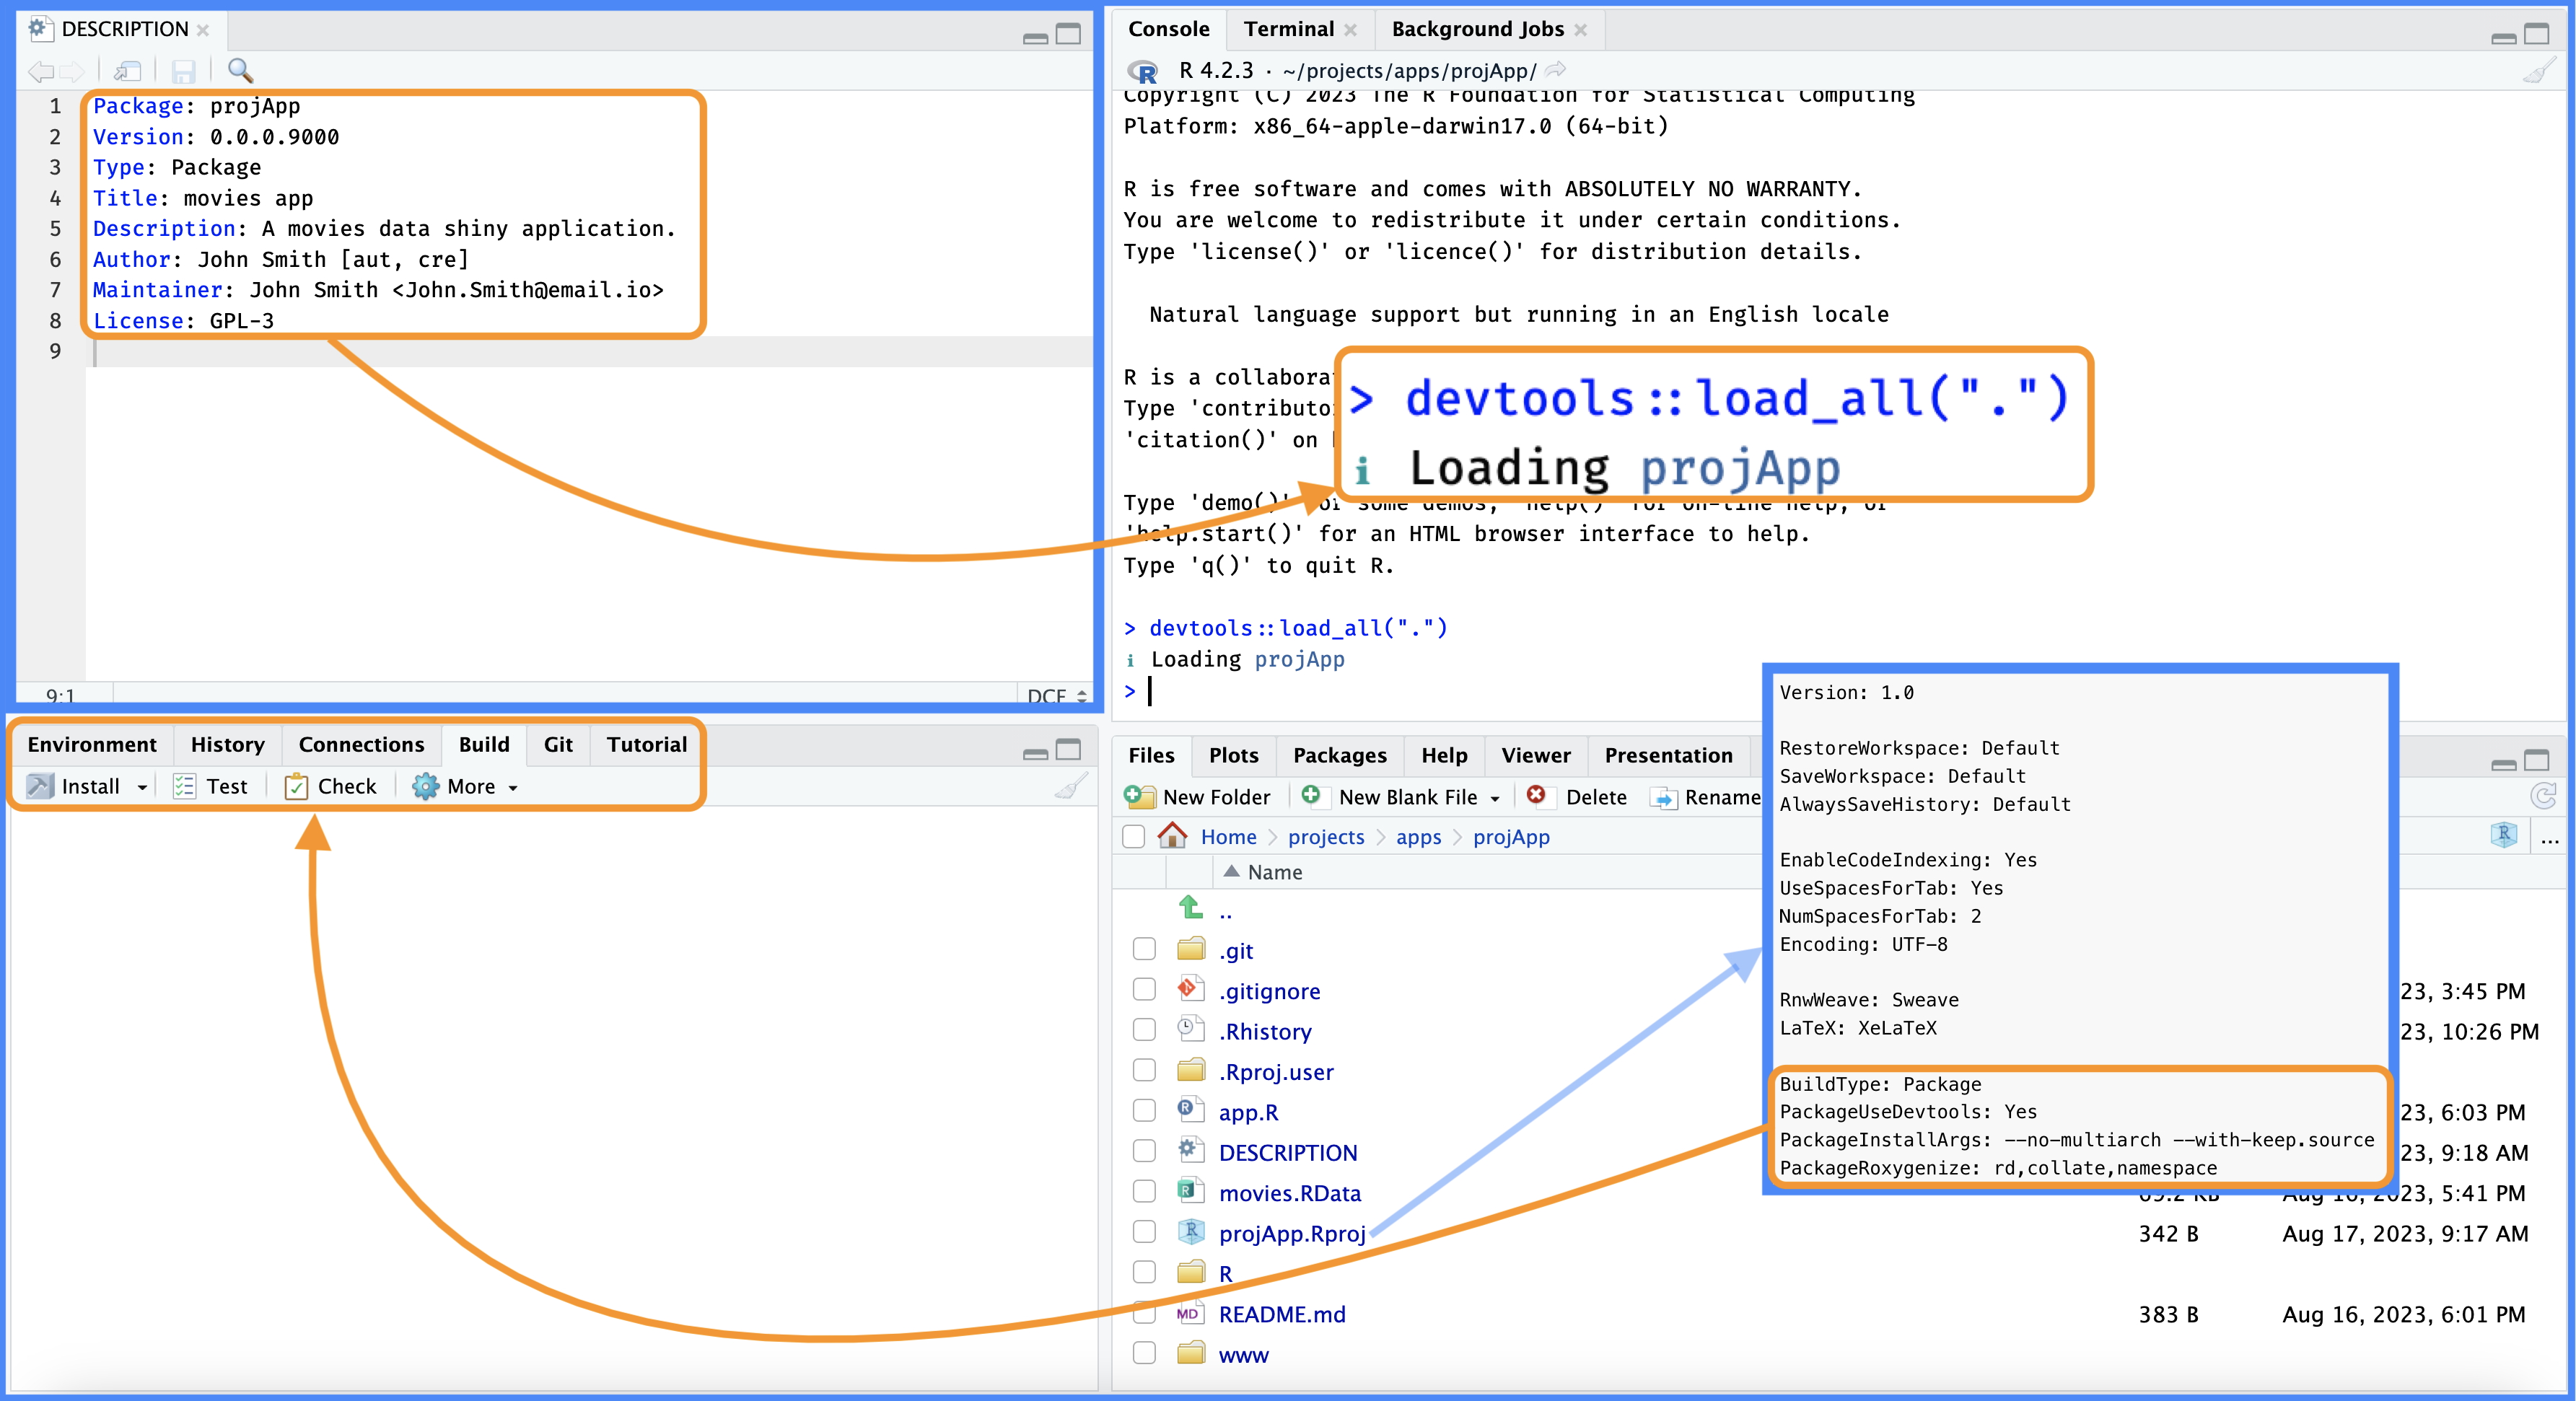 DESCRIPTION
1 Package: projApp
2 Version: 0.0.0.9000
3 Type: Package
4 Title: movies app
5 Description: A movies data shiny application.
6 Author: John Smith [aut, cre]
7 Maintainer: John Smith <John.Smith@email.io>
8 License: GPL-3
9
9:1 DCF
Console Terminal Background Jobs
R 4.2.3 · ~/projects/apps/projApp/
Copyright (C) 2023 The R Foundation for Statistical Computing
Platform: x86_64-apple-darwin17.0 (64-bit)
R is free software and comes with ABSOLUTELY NO WARRANTY.
You are welcome to redistribute it under certain conditions.
Type 'license()' or 'licence()' for distribution details.
Natural language support but running in an English locale
R is a collabora
Type 'contributo
'citation()' on
> devtools::load_all(".")
ℹ Loading projApp
Type 'demo()' for some demos, 'help()' for on-line help, or
'help.start()' for an HTML browser interface to help.
Type 'q()' to quit R.
> devtools::load_all(".")
ℹ Loading projApp
>
Environment History Connections Build Git Tutorial
Install Test Check More
Files Plots Packages Help Viewer Presentation
New Folder New Blank File Delete Rename
Home projects apps projApp
...
Name
..
.git
.gitignore 23, 3:45 PM
.Rhistory 23, 10:26 PM
.Rproj.user
app.R 23, 6:03 PM
DESCRIPTION 23, 9:18 AM
movies.RData 69.2 KB Aug 16, 2023, 5:41 PM
projApp.Rproj 342 B Aug 17, 2023, 9:17 AM
R
README.md 383 B Aug 16, 2023, 6:01 PM
www
Version: 1.0
RestoreWorkspace: Default
SaveWorkspace: Default
AlwaysSaveHistory: Default
EnableCodeIndexing: Yes
UseSpacesForTab: Yes
NumSpacesForTab: 2
Encoding: UTF-8
RnwWeave: Sweave
LaTeX: XeLaTeX
BuildType: Package
PackageUseDevtools: Yes
PackageInstallArgs: --no-multiarch --with-keep.source
PackageRoxygenize: rd,collate,namespace